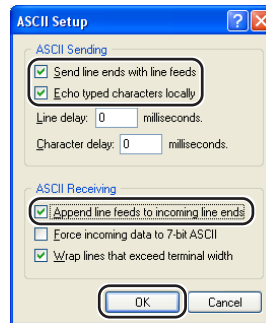 ASCII Setup
ASCII Sending
Send line ends with line feeds
Echo typed characters locally
Line delay: 0 milliseconds.
Character delay: 0 milliseconds.
ASCII Receiving
Append line feeds to incoming line ends
Force incoming data to 7-bit ASCII
Wrap lines that exceed terminal width
OK Cancel